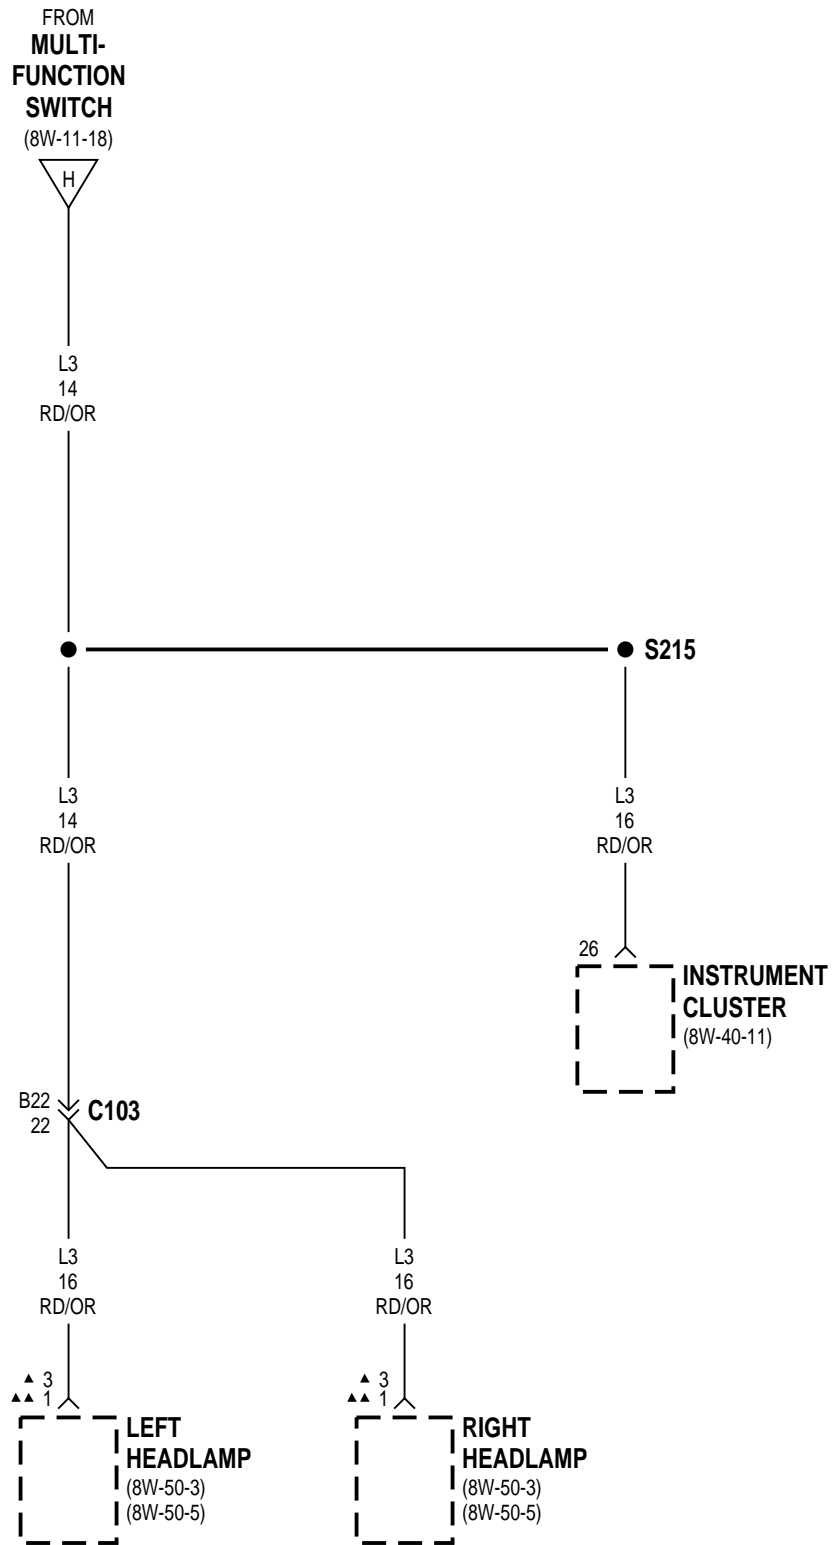 FROM
MULTI-
FUNCTION
SWITCH
(8W-11-18)
H
L3
14
RD/OR
S215
L3
14
RD/OR
L3
16
RD/OR
26
INSTRUMENT
CLUSTER
(8W-40-11)
B22
22
C103
L3
16
RD/OR
L3
16
RD/OR
▲ 3
▲▲ 1
LEFT
HEADLAMP
(8W-50-3)
(8W-50-5)
▲ 3
▲▲ 1
RIGHT
HEADLAMP
(8W-50-3)
(8W-50-5)